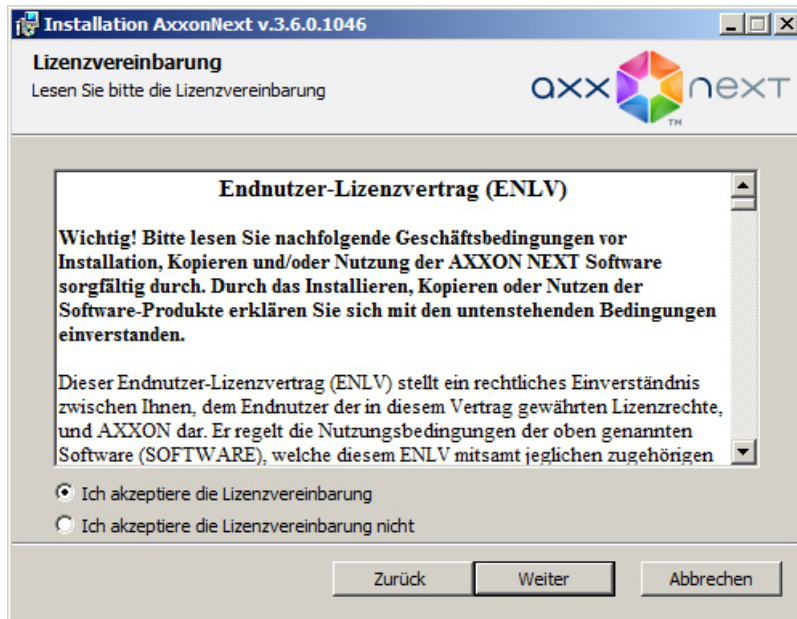 Installation AxxonNext v.3.6.0.1046
Lizenzvereinbarung
Lesen Sie bitte die Lizenzvereinbarung
axx next
TM
Endnutzer-Lizenzvertrag (ENLV)
Wichtig! Bitte lesen Sie nachfolgende Geschäftsbedingungen vor
Installation, Kopieren und/oder Nutzung der AXXON NEXT Software
sorgfältig durch. Durch das Installieren, Kopieren oder Nutzen der
Software-Produkte erklären Sie sich mit den untenstehenden Bedingungen
einverstanden.
Dieser Endnutzer-Lizenzvertrag (ENLV) stellt ein rechtliches Einverständnis
zwischen Ihnen, dem Endnutzer der in diesem Vertrag gewährten Lizenzrechte,
und AXXON dar. Er regelt die Nutzungsbedingungen der oben genannten
Software (SOFTWARE), welche diesem ENLV mitsamt jeglichen zugehörigen
Ich akzeptiere die Lizenzvereinbarung
Ich akzeptiere die Lizenzvereinbarung nicht
Zurück
Weiter
Abbrechen